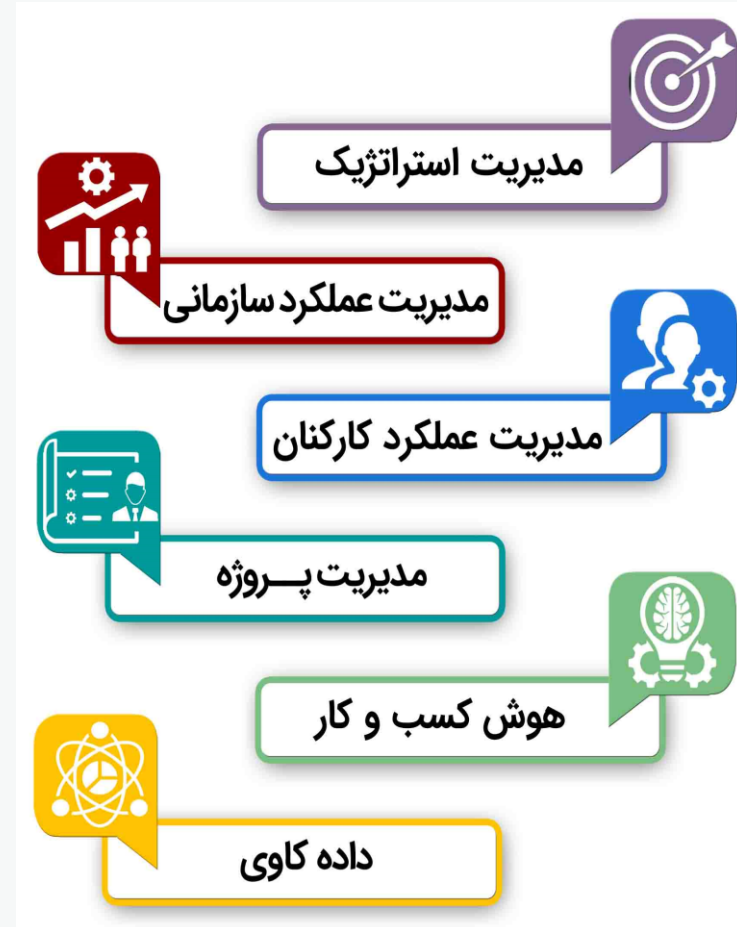 مدیریت استراتژیک
مدیریت عملکرد سازمانی
مدیریت عملکرد کارکنان
مدیریت پـــروژه
هوش کسب و کار
داده کاوی